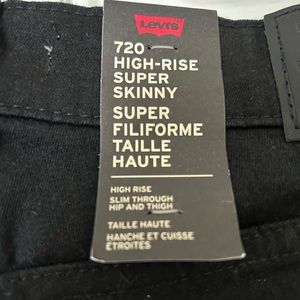 Levi's
720
HIGH-RISE
SUPER
SKINNY
SUPER
FILIFORME
TAILLE
HAUTE
HIGH RISE
SLIM THROUGH
HIP AND THIGH
TAILLE HAUTE
HANCHE ET CUISSE
ÉTROITES